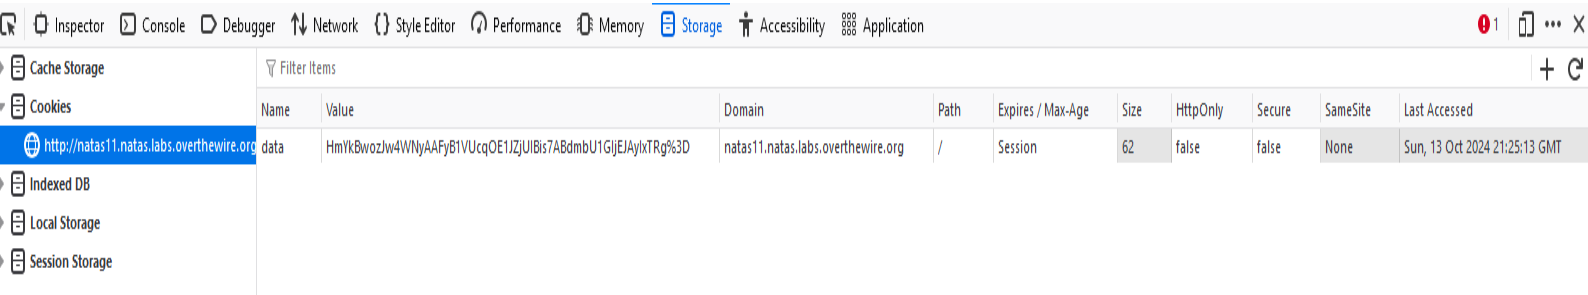 Inspector Console Debugger Network Style Editor Performance Memory Storage Accessibility Application 1
Cache Storage Filter Items
Cookies Name Value Domain Path Expires / Max-Age Size HttpOnly Secure SameSite Last Accessed
http://natas11.natas.labs.overthewire.org data HmYkBwozJw4WNyAAFyB1VUcqOE1JZjUIBis7ABdmbU1GIjEJAyIxTRg%3D natas11.natas.labs.overthewire.org / Session 62 false false None Sun, 13 Oct 2024 21:25:13 GMT
Indexed DB
Local Storage
Session Storage